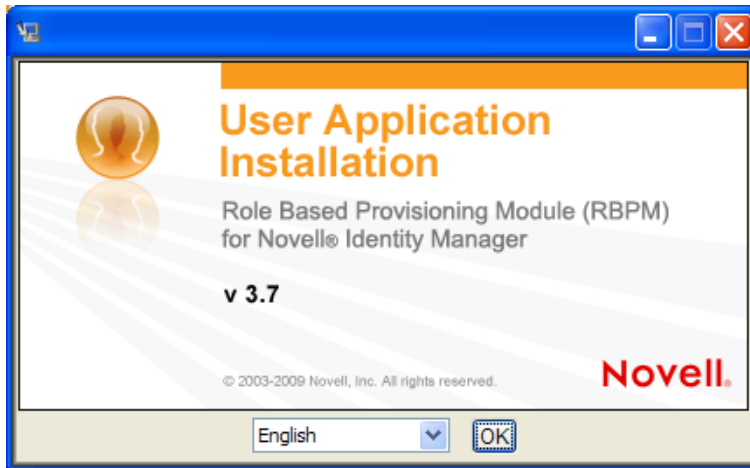 User Application
Installation
Role Based Provisioning Module (RBPM)
for Novell® Identity Manager
v 3.7
© 2003-2009 Novell, Inc. All rights reserved.
Novell®
English
OK